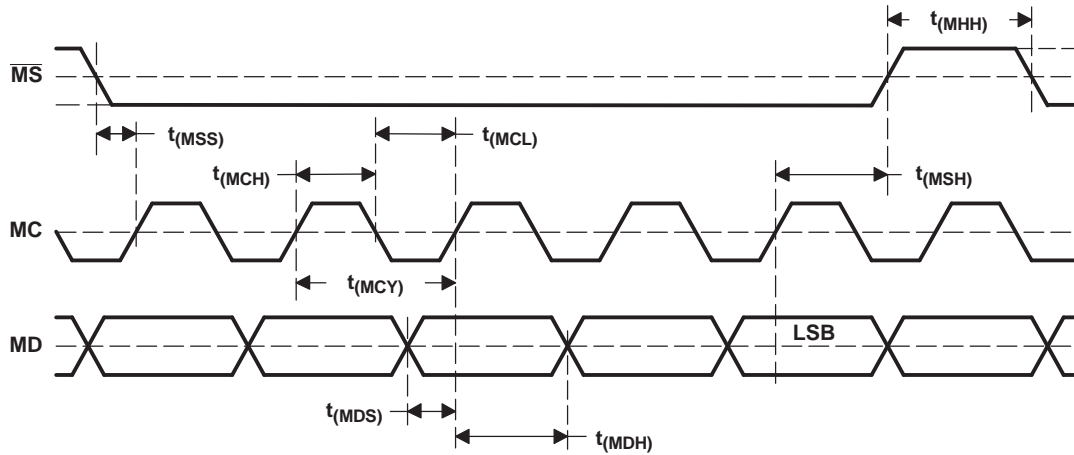 t(MHH)
MS
t(MSS)
t(MCL)
t(MCH)
t(MSH)
MC
t(MCY)
MD
LSB
t(MDS)
t(MDH)